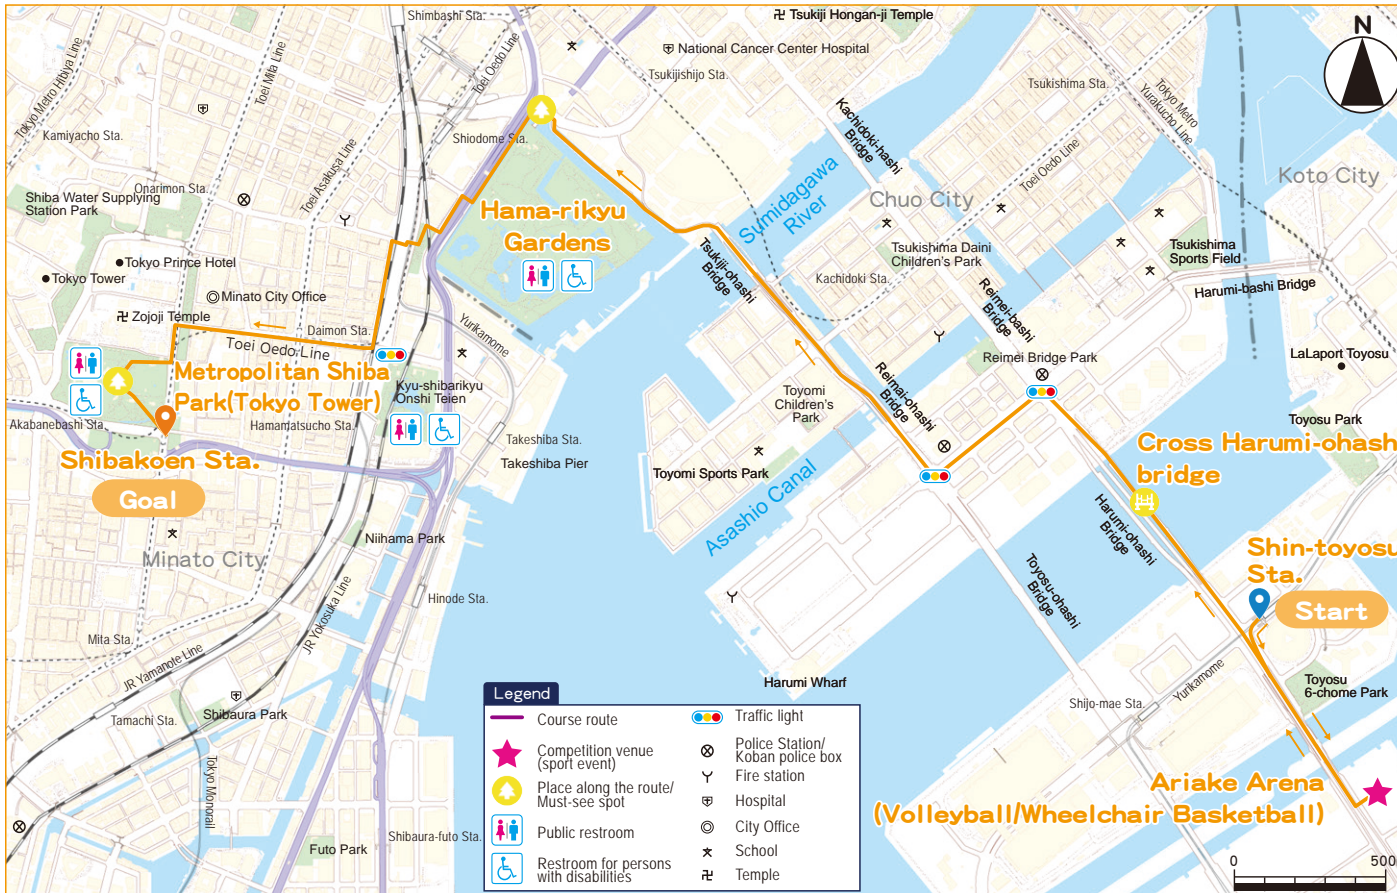 Shimbashi Sta.
Tsukiji Hongan-ji Temple
N
National Cancer Center Hospital
Tsukijishijo Sta.
Toei Oedo Line
Toei Mita Line
Tokyo Metro Hibiya Line
Kamiyacho Sta.
Toei Asakusa Line
Shiodome Sta.
Kachidoki-hashi
Bridge
Tsukishima Sta.
Tokyo Metro
Yurakucho Line
Toei Oedo Line
Koto City
Onarimon Sta.
Shiba Water Supplying
Station Park
Hama-rikyu
Gardens
Sumidagawa
River
Chuo City
Tsukishima Daini
Children's Park
Tsukishima
Sports Field
Tokyo Prince Hotel
Tokyo Tower
Minato City Office
Tsukiji-ohashi
Bridge
Kachidoki Sta.
Reimei-bashi
Bridge
Harumi-bashi Bridge
Zojoji Temple
Daimon Sta.
Toei Oedo Line
Yurikamome
Reimei Bridge Park
LaLaport Toyosu
Metropolitan Shiba
Park(Tokyo Tower)
Kyu-shibarikyu
Onshi Teien
Toyomi
Children's
Park
Reimai-ohashi
Bridge
Akabanebashi Sta.
Hamamatsucho Sta.
Toyosu Park
Takeshiba Sta.
Takeshiba Pier
Cross Harumi-ohash
bridge
Shibakoen Sta.
Goal
Toyomi Sports Park
Asashio Canal
Harumi-ohashi
Bridge
Niihama Park
Minato City
Shin-toyosu
Sta.
Start
Toyosu-ohashi
Bridge
Hinode Sta.
JR Yokosuka Line
Mita Sta.
JR Yamanote Line
Harumi Wharf
Yurikamome
Toyosu
6-chome Park
Shijo-mae Sta.
Shibaura Park
Tamachi Sta.
Tokyo Monorail
Ariake Arena
(Volleyball/Wheelchair Basketball)
Shibaura-futo Sta.
Futo Park
Legend
Course route
Competition venue
(sport event)
Place along the route/
Must-see spot
Public restroom
Restroom for persons
with disabilities
Traffic light
Police Station/
Koban police box
Fire station
Hospital
City Office
School
Temple
0
500